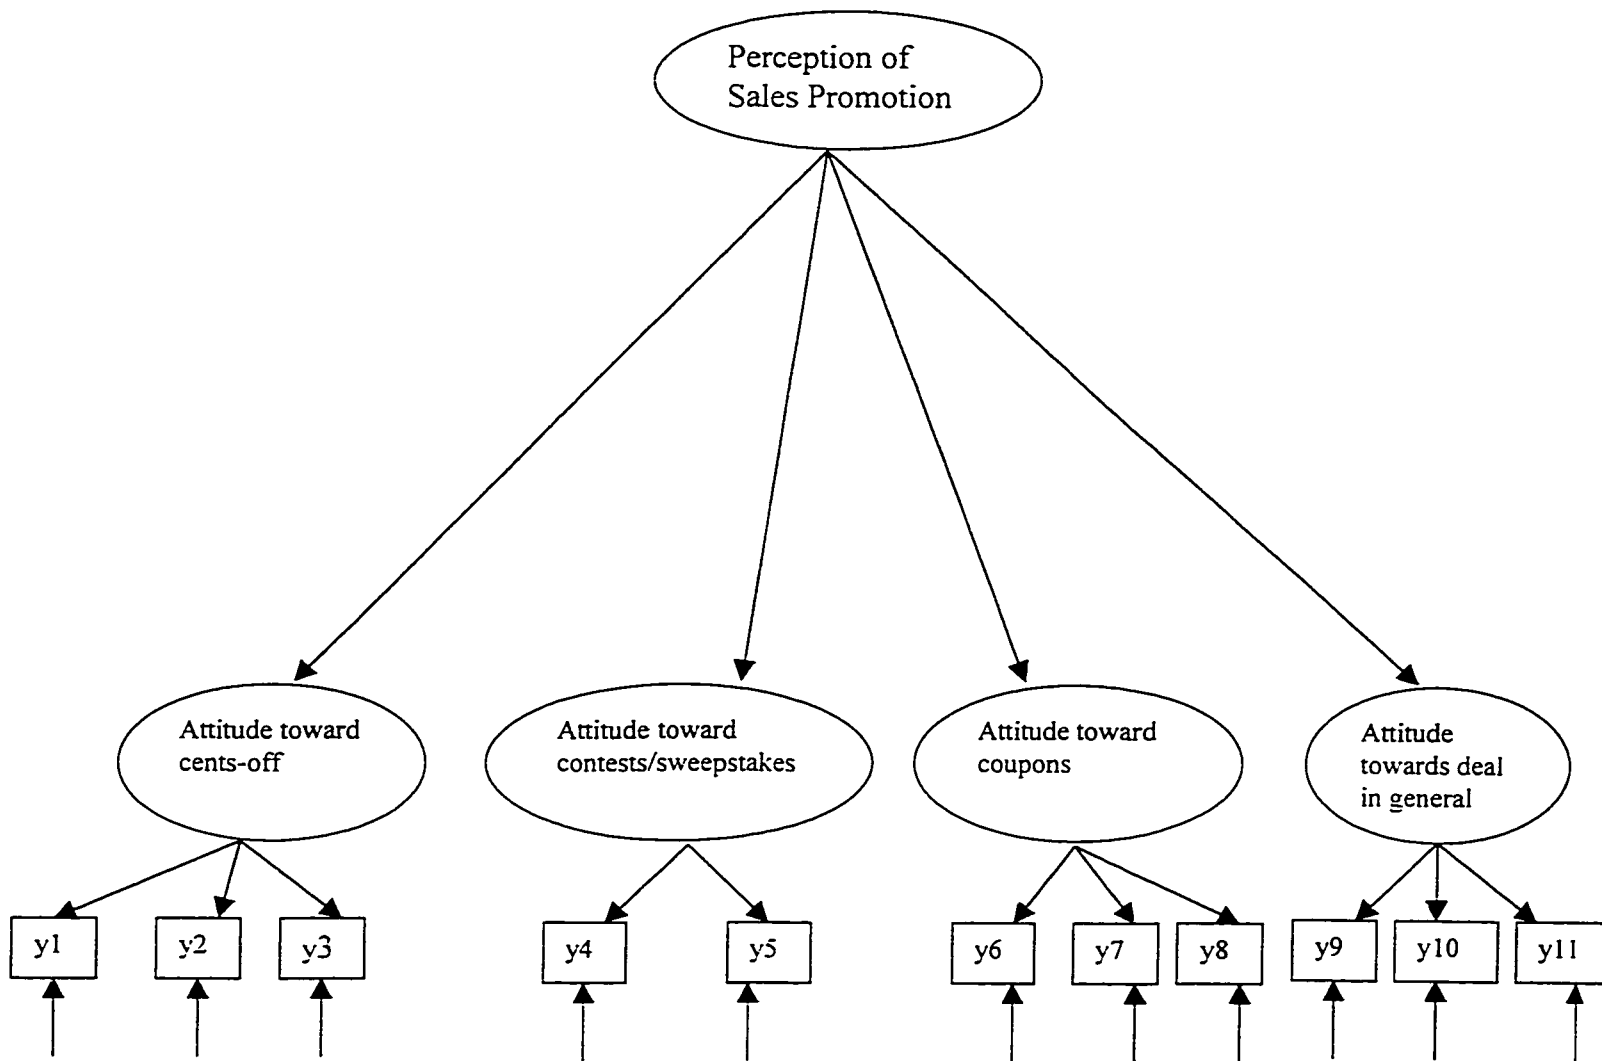 Perception of
Sales Promotion
Attitude toward
cents-off
Attitude toward
contests/sweepstakes
Attitude toward
coupons
Attitude
towards deal
in general
y1
y2
y3
y4
y5
y6
y7
y8
y9
y10
y11